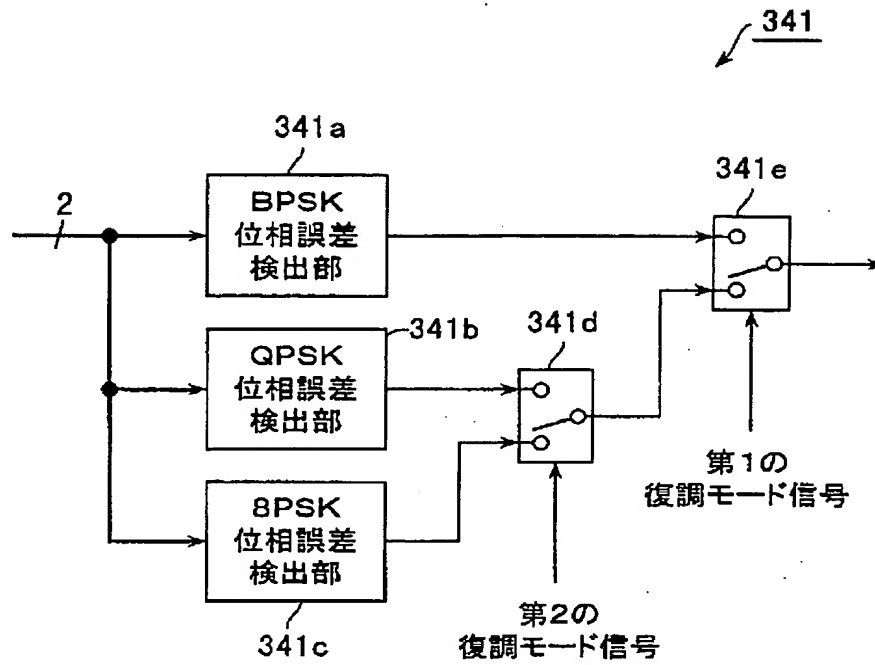 341
341a
2
BPSK
位相誤差
検出部
341e
341b
QPSK
位相誤差
検出部
341d
第1の
復調モード信号
8PSK
位相誤差
検出部
341c
第2の
復調モード信号